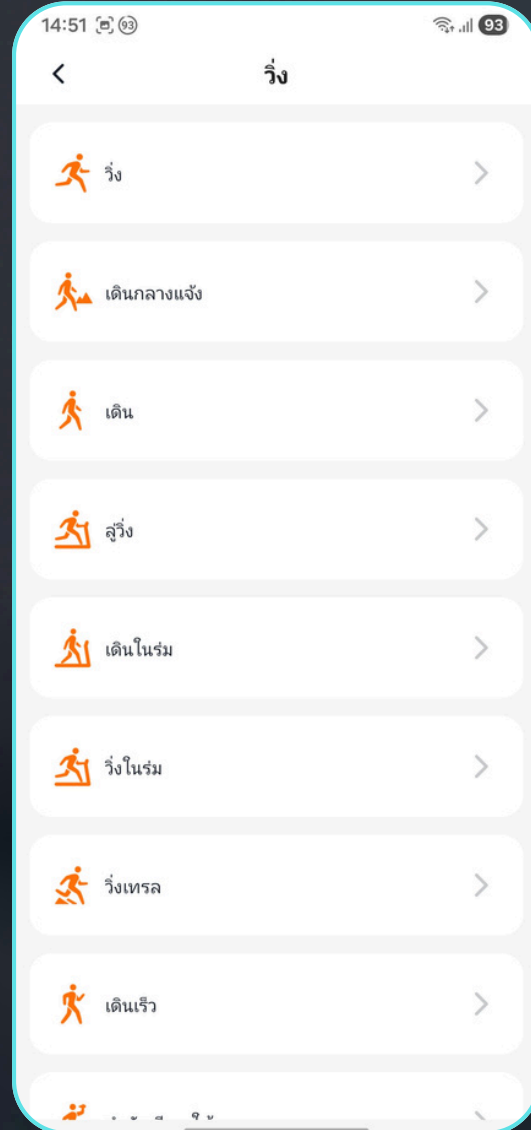 14:51 93 93
วิ่ง
วิ่ง
เดินกลางแจ้ง
เดิน
ลู่วิ่ง
เดินในร่ม
วิ่งในร่ม
วิ่งเทรล
เดินเร็ว